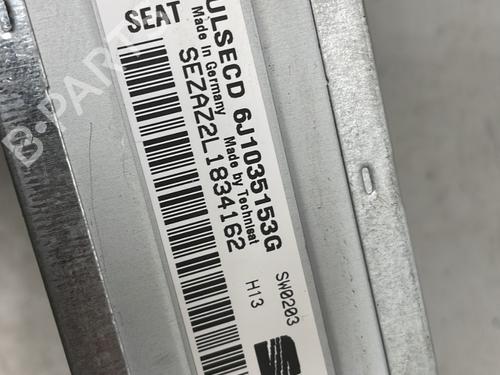 SEAT
ULSECD 6J1035153G
Made in Germany
Made by Technisat
SEZAZ2L1834162
H13
SW0203
B-PARTS